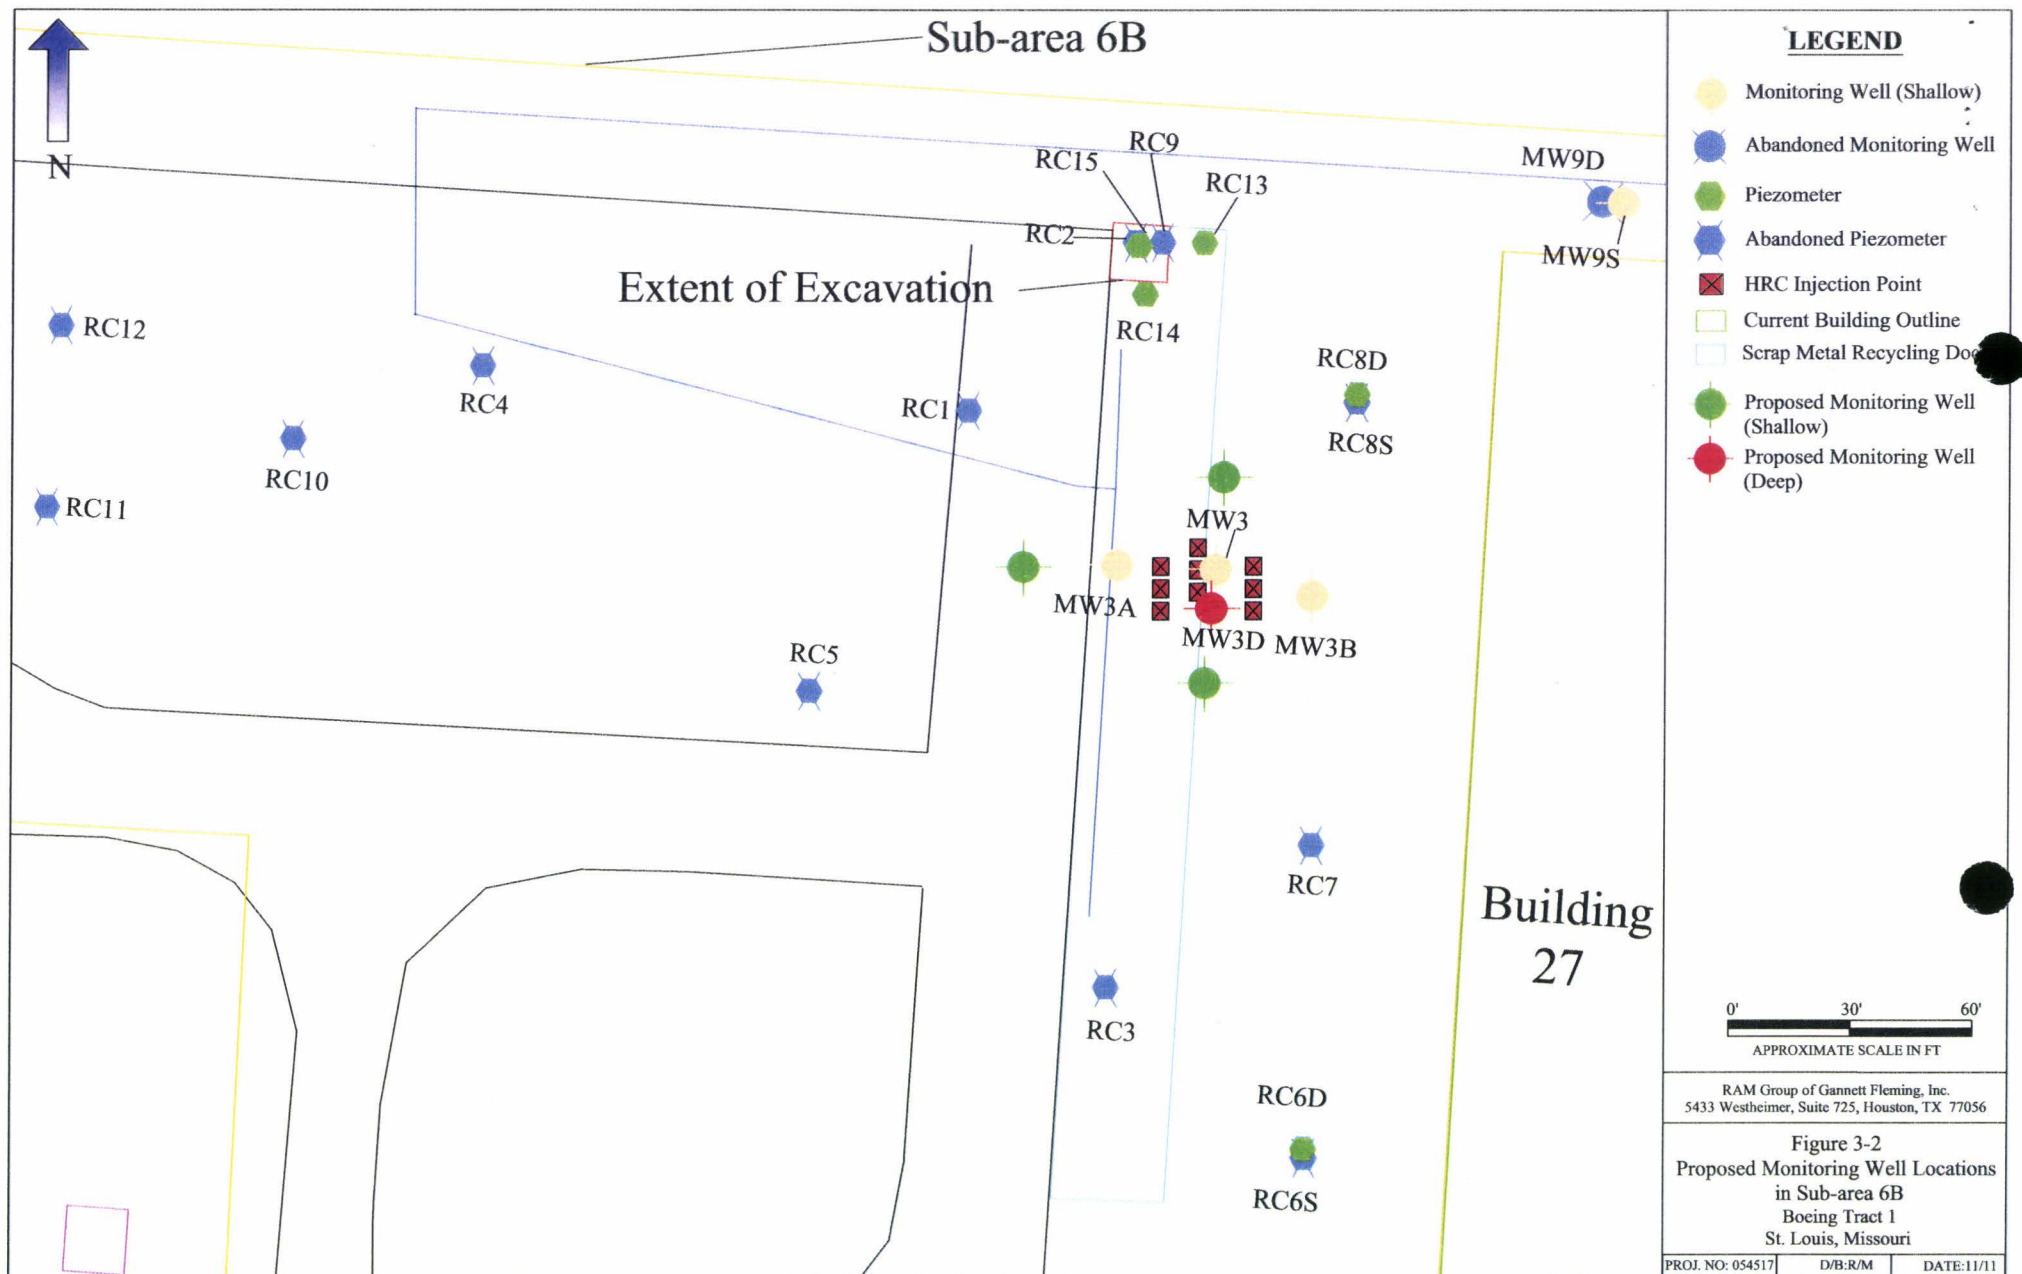 Sub-area 6B
N
RC9
RC15
RC13
MW9D
RC2
MW9S
Extent of Excavation
RC14
RC12
RC8D
RC4
RC1
RC8S
RC10
RC11
MW3
MW3A
MW3D
MW3B
RC5
RC7
Building
27
RC3
RC6D
RC6S
LEGEND
Monitoring Well (Shallow)
Abandoned Monitoring Well
Piezometer
Abandoned Piezometer
HRC Injection Point
Current Building Outline
Scrap Metal Recycling
Proposed Monitoring Well
(Shallow)
Proposed Monitoring Well
(Deep)
0' 30' 60'
APPROXIMATE SCALE IN FT
RAM Group of Gannett Fleming, Inc.
5433 Westheimer, Suite 725, Houston, TX 77056
Figure 3-2
Proposed Monitoring Well Locations
in Sub-area 6B
Boeing Tract 1
St. Louis, Missouri
PROJ. NO: 054517 D/B:R/M DATE:11/11